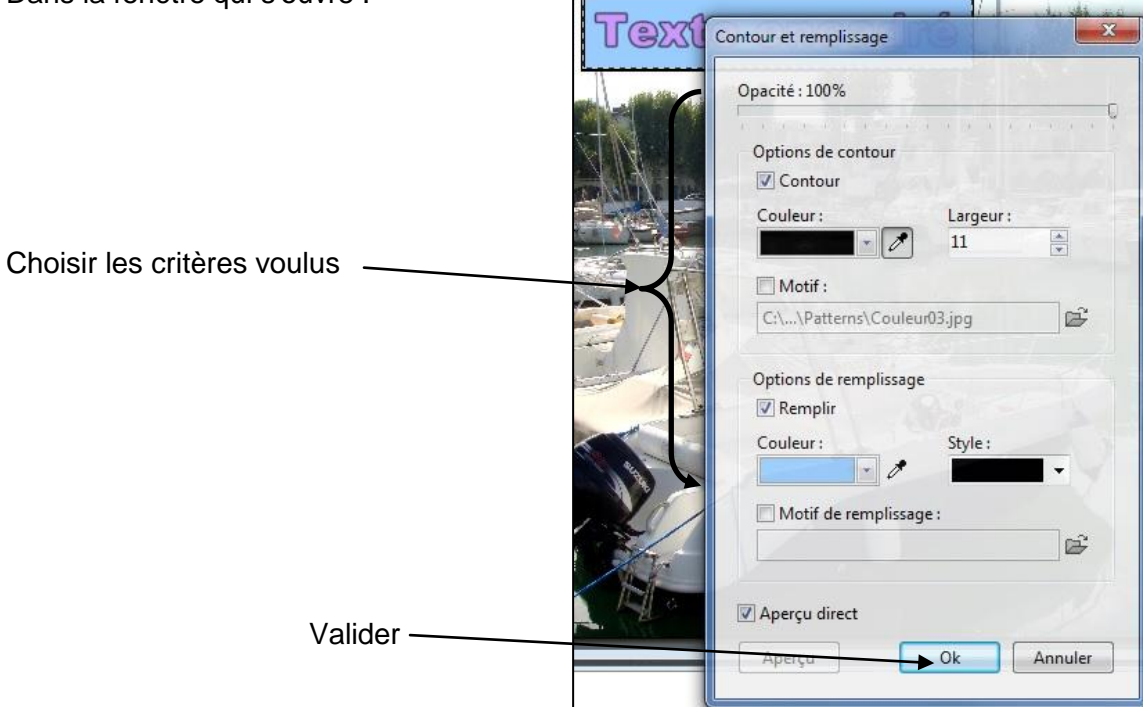 Dans la fenêtre qui s'ouvre :
Text
Contour et remplissage
Opacité : 100%
Options de contour
Contour
Couleur : Largeur :
11
Choisir les critères voulus
Motif :
C:\...\Patterns\Couleur03.jpg
Options de remplissage
Remplir
Couleur : Style :
SUZUKI
Motif de remplissage :
Aperçu direct
Valider
Aperçu Ok Annuler